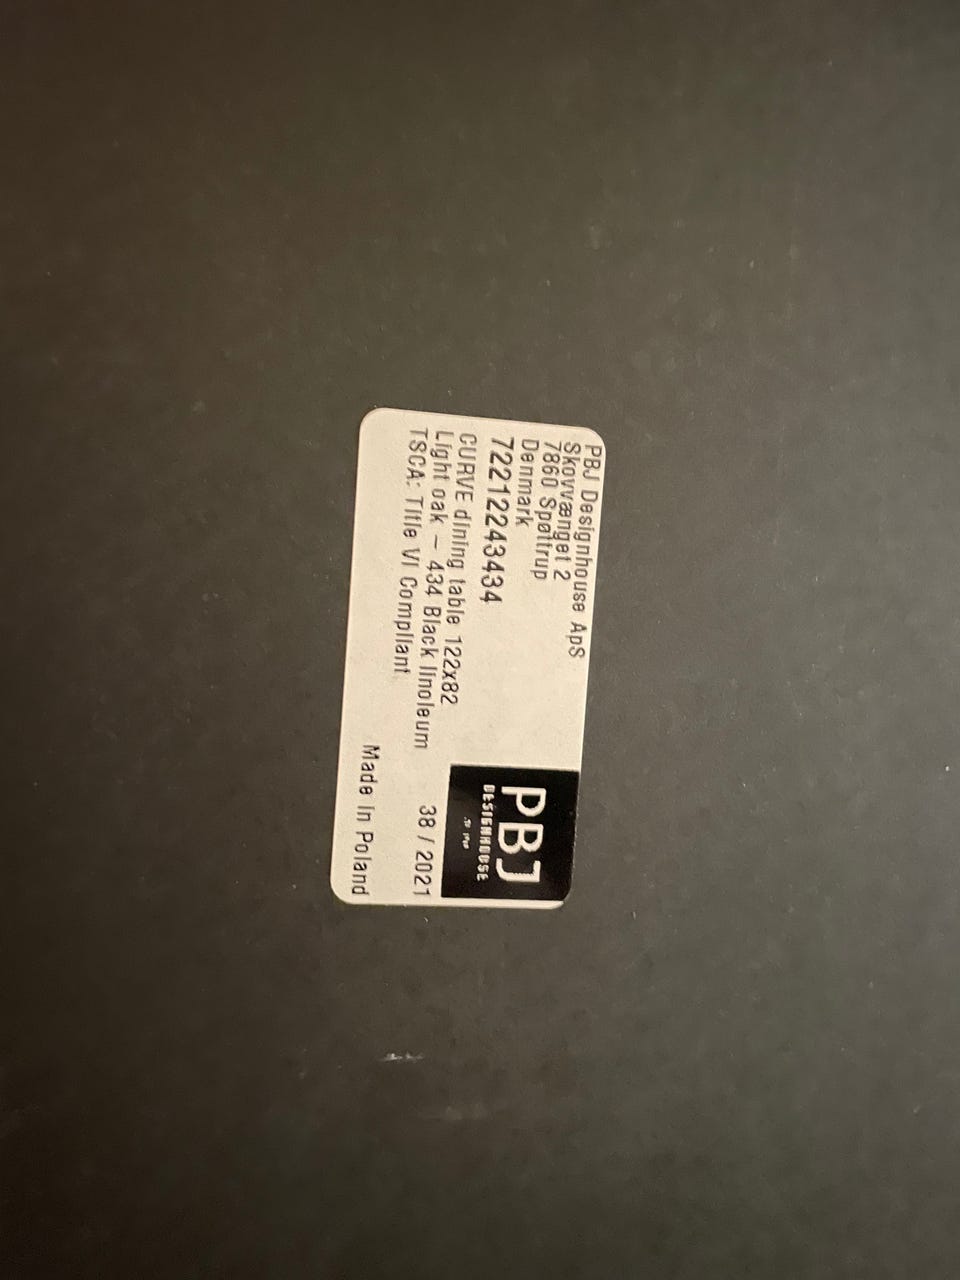 PBJ Designhouse ApS
Skovvænget 2
7860 Spøttrup
Denmark
72212243434
CURVE dining table 122x82
Light oak – 434 Black linoleum
TSCA: Title VI Compliant
38 / 2021
Made in Poland
PBJ
DESIGNHOUSE